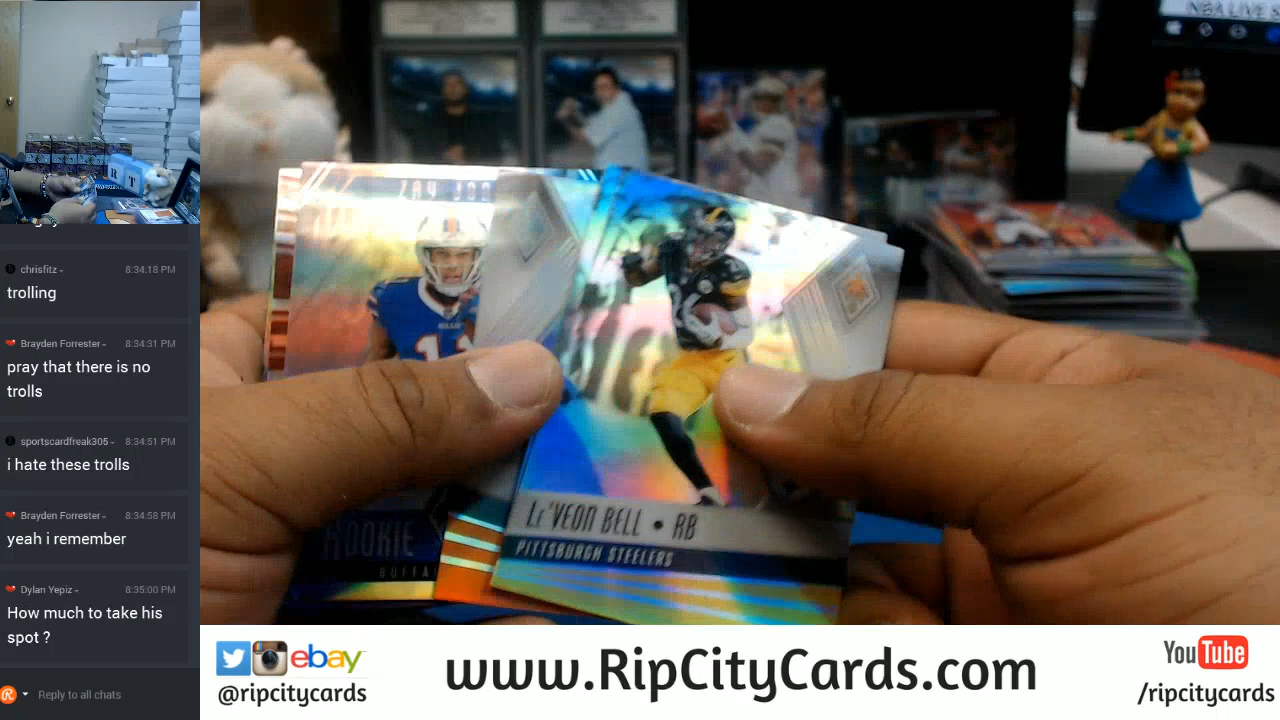 NBA LIVE S
chrisfitz - 8:34:18 PM
trolling
Brayden Forrester - 8:34:31 PM
pray that there is no
trolls
sportscardfreak305 - 8:34:51 PM
i hate these trolls
Brayden Forrester - 8:34:58 PM
yeah i remember
Dylan Yepiz - 8:35:00 PM
How much to take his
spot ?
Reply to all chats
R T
ROOKIE
BUFFA
LE'VEON BELL • RB
PITTSBURGH STEELERS
ebay
@ripcitycards
www.RipCityCards.com
YouTube
/ripcitycards